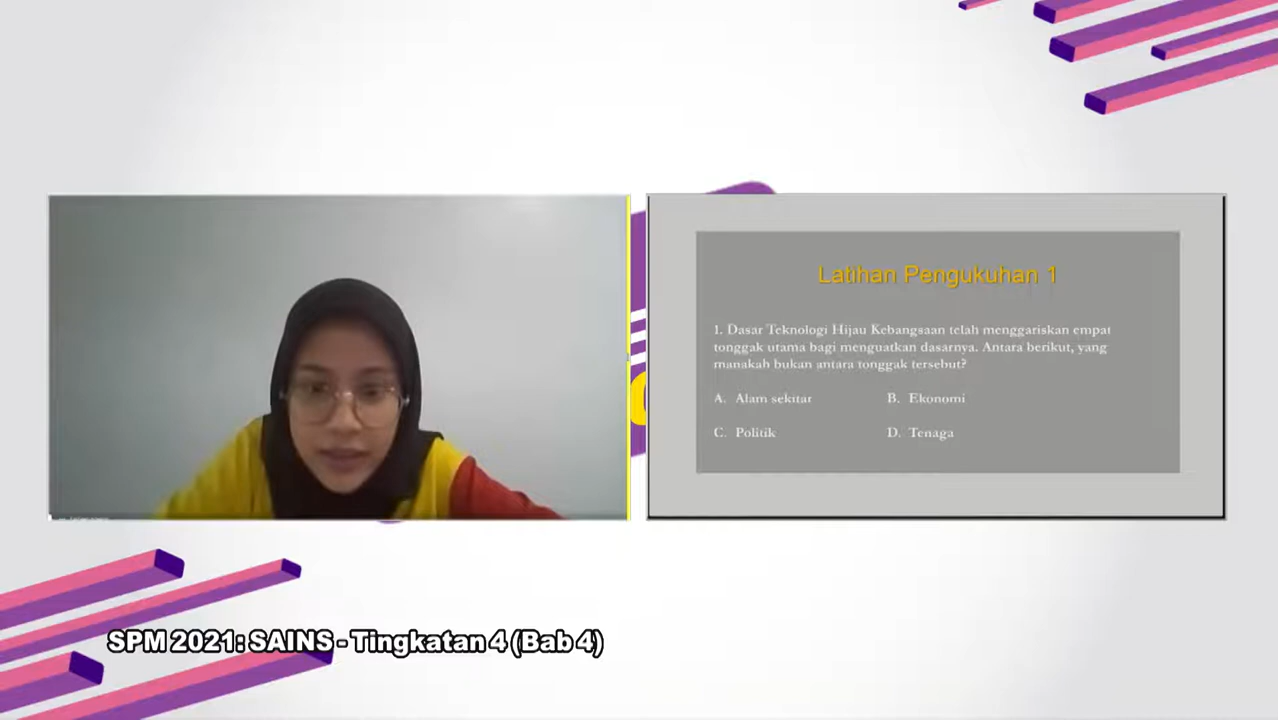 Latihan Pengukuhan 1
1. Dasar Teknologi Hijau Kebangsaan telah menggariskan empat
tonggak utama bagi menguatkan dasarnya. Antara berikut, yang
manakah bukan antara tonggak tersebut?
A. Alam sekitar B. Ekonomi
C. Politik D. Tenaga
SPM 2021: SAINS - Tingkatan 4 (Bab 4)